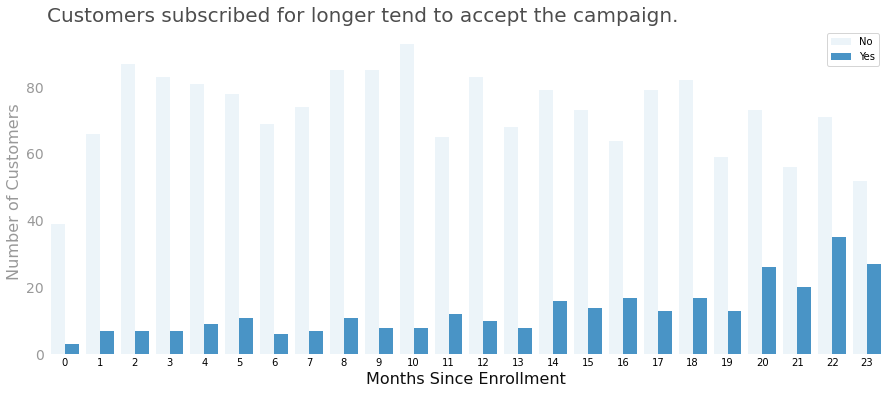 Customers subscribed for longer tend to accept the campaign.
No
Yes
Number of Customers
80
60
40
20
0
0 1 2 3 4 5 6 7 8 9 10 11 12 13 14 15 16 17 18 19 20 21 22 23
Months Since Enrollment